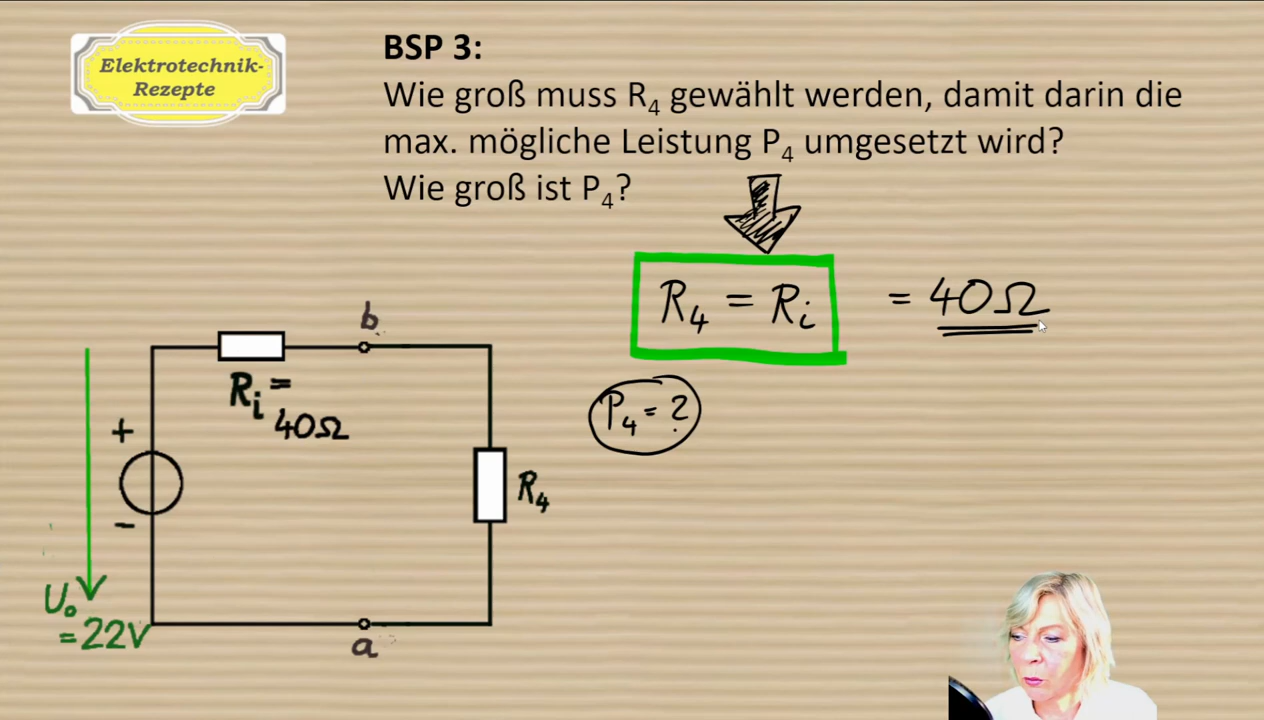 Elektrotechnik-
Rezepte
BSP 3:
Wie groß muss R₄ gewählt werden, damit darin die
max. mögliche Leistung P₄ umgesetzt wird?
Wie groß ist P₄?
R₄ = Rᵢ = 40Ω
P₄ = ?
b
Rᵢ =
40Ω
+
R₄
-
U₀
= 22V
a